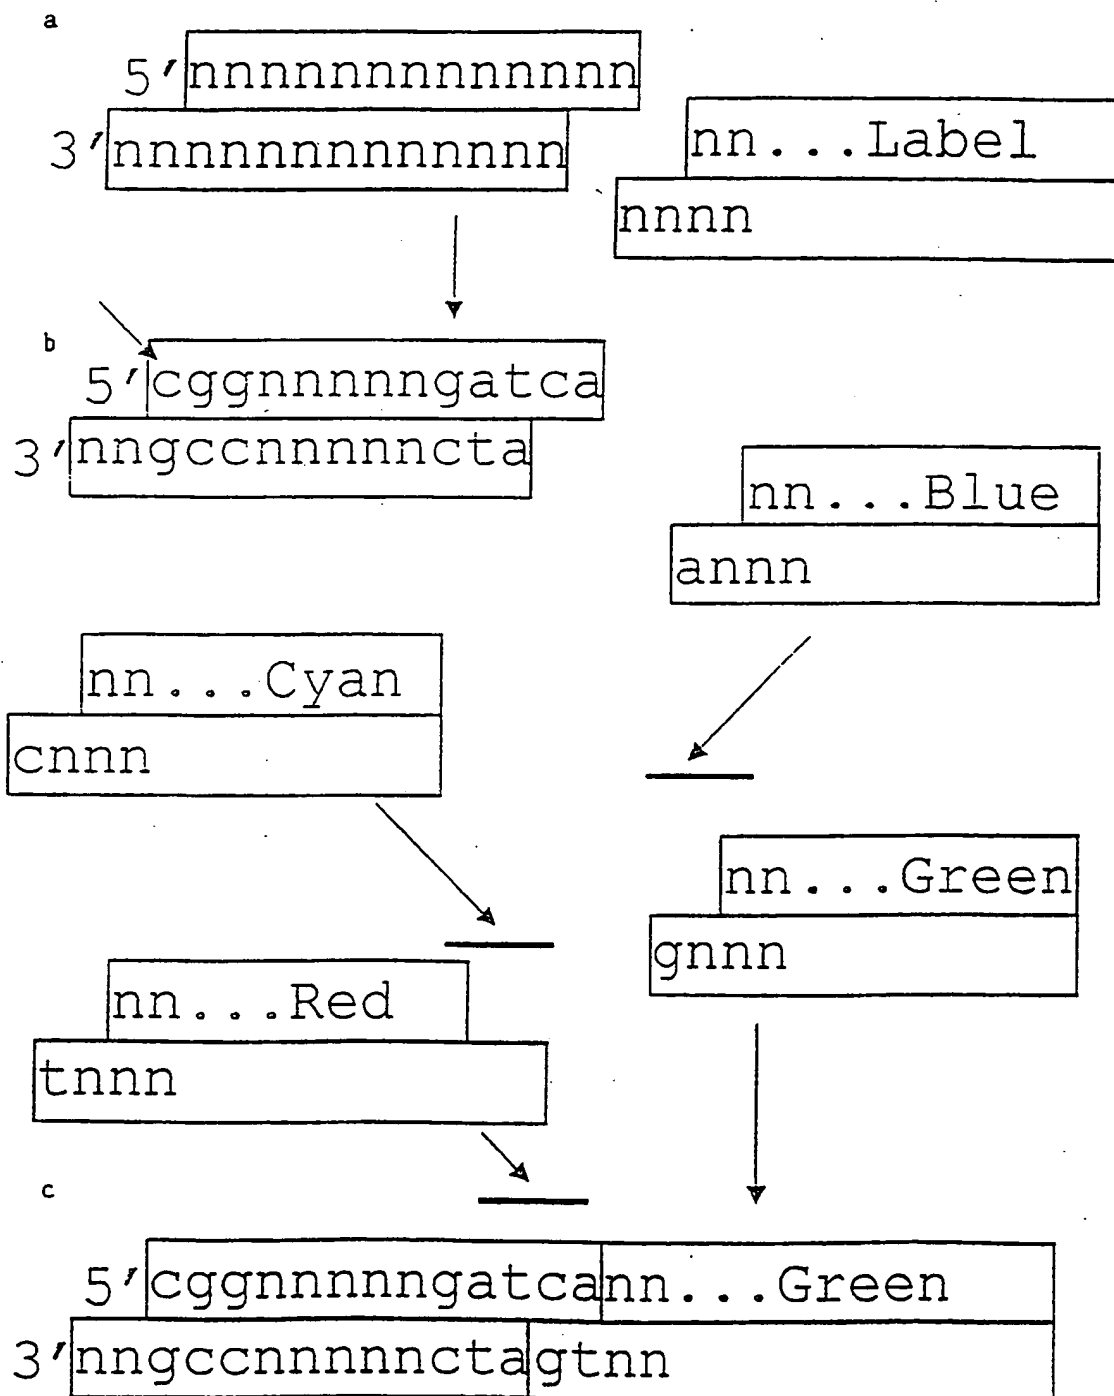 a
5'nnnnnnnnnnnnn
3'nnnnnnnnnnnnn
nn...Label
nnnn
b
5'cggnnnnngatca
3'nngccnnnnncta
nn...Blue
annn
nn...Cyan
cnnn
nn...Green
gnnn
nn...Red
tnnn
c
5'cggnnnnngatcann...Green
3'nngccnnnnnctagtnn